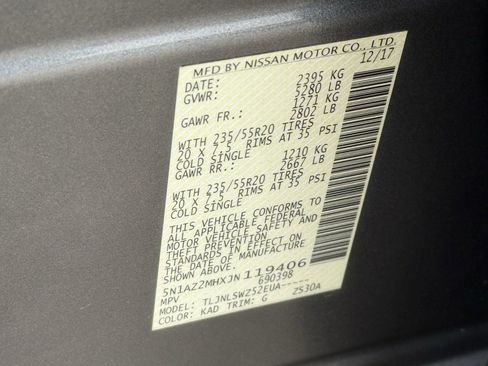 MFD BY NISSAN MOTOR CO., LTD.
DATE: 12/17
GVWR: 2395 KG
5280 LB
GAWR FR.: 1271 KG
2802 LB
WITH 235/55R20 TIRES
20 X 7.5 RIMS AT 35 PSI
COLD SINGLE
GAWR RR.: 1210 KG
2667 LB
WITH 235/55R20 TIRES
20 X 7.5 RIMS AT 35 PSI
COLD SINGLE
THIS VEHICLE CONFORMS TO
ALL APPLICABLE FEDERAL
MOTOR VEHICLE SAFETY AND
THEFT PREVENTION
STANDARDS IN EFFECT ON
THE DATE OF MANUFACTURE
SHOWN ABOVE.
5N1AZ2MHXJN119406
MPV 690398
MODEL: TLJNLSWZ52EUA-----
COLOR: KAD TRIM: G ZS30A